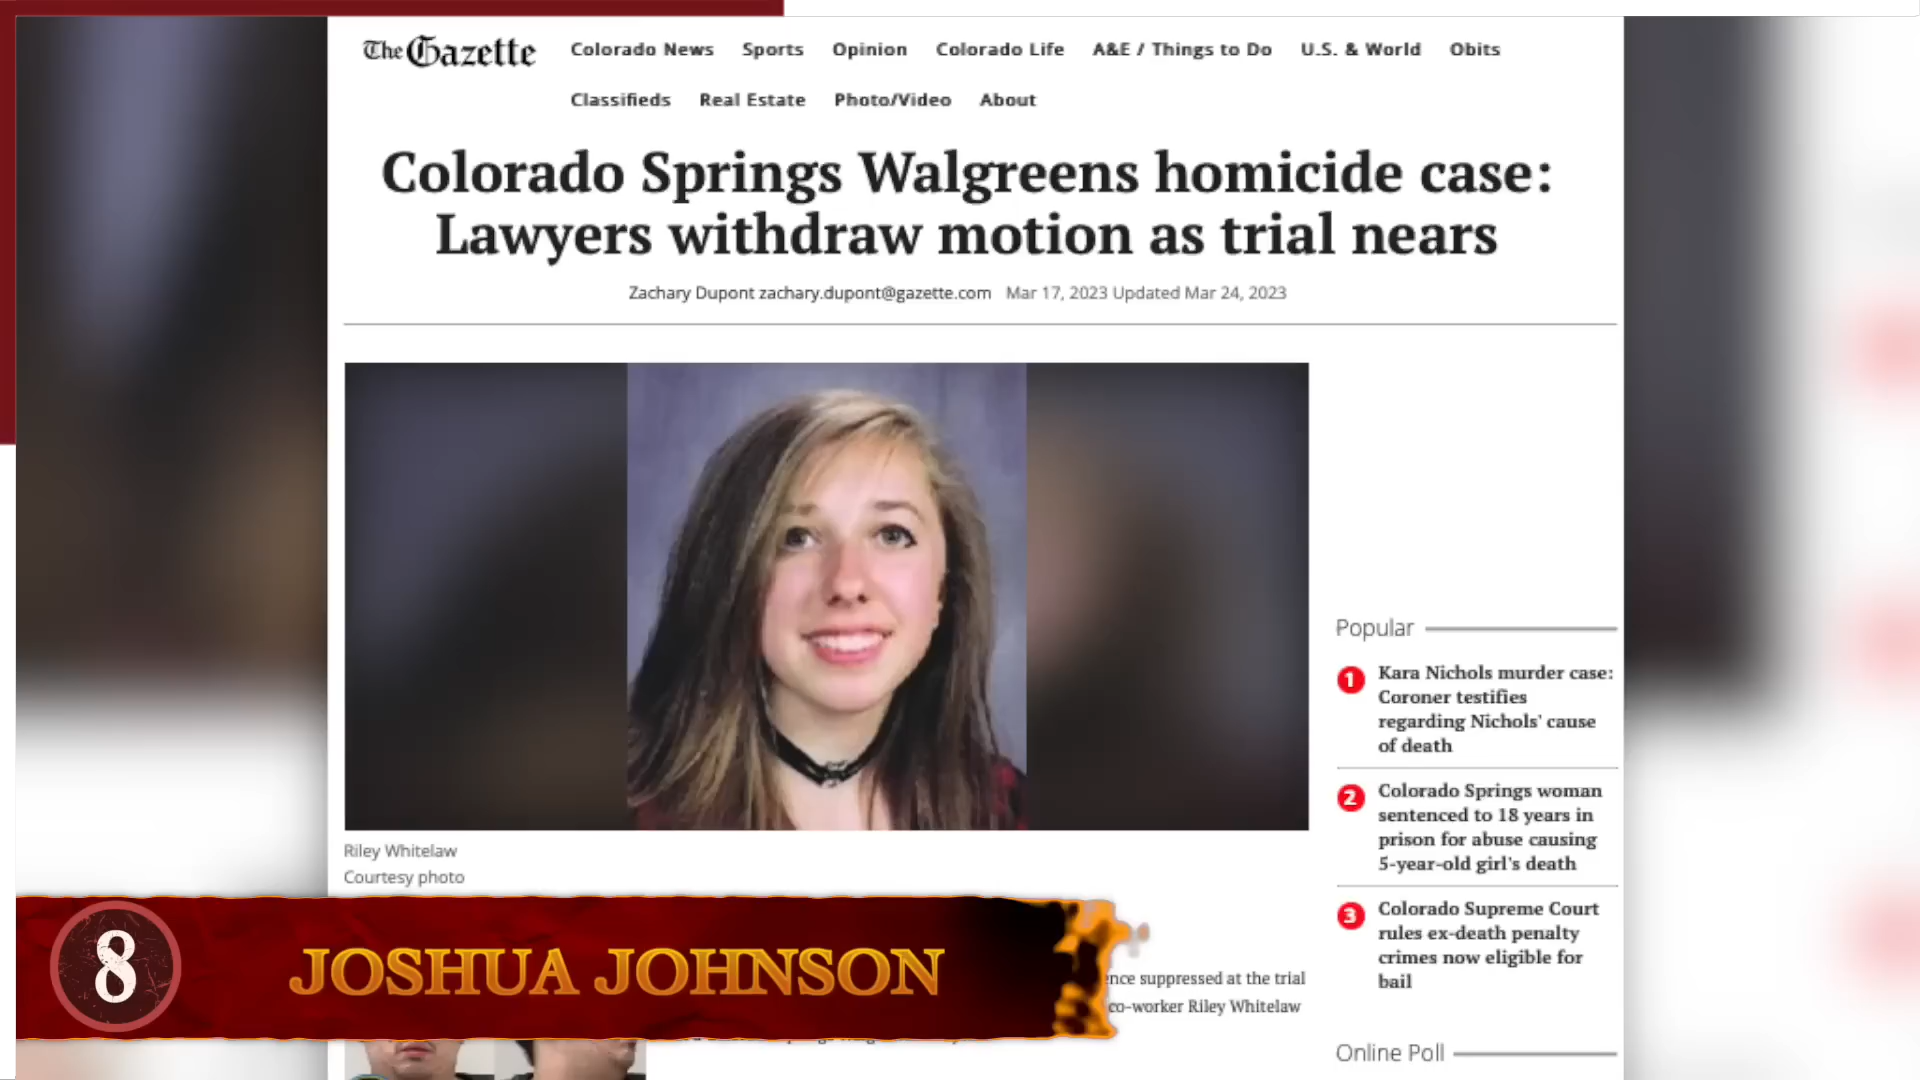 The Gazette
Colorado News Sports Opinion Colorado Life A&E / Things to Do U.S. & World Obits
Classifieds Real Estate Photo/Video About
Colorado Springs Walgreens homicide case:
Lawyers withdraw motion as trial nears
Zachary Dupont zachary.dupont@gazette.com Mar 17, 2023 Updated Mar 24, 2023
Riley Whitelaw
Courtesy photo
suppressed at the trial
co-worker Riley Whitelaw
Popular
1 Kara Nichols murder case:
Coroner testifies
regarding Nichols' cause
of death
2 Colorado Springs woman
sentenced to 18 years in
prison for abuse causing
5-year-old girl's death
3 Colorado Supreme Court
rules ex-death penalty
crimes now eligible for
bail
Online Poll
8 JOSHUA JOHNSON